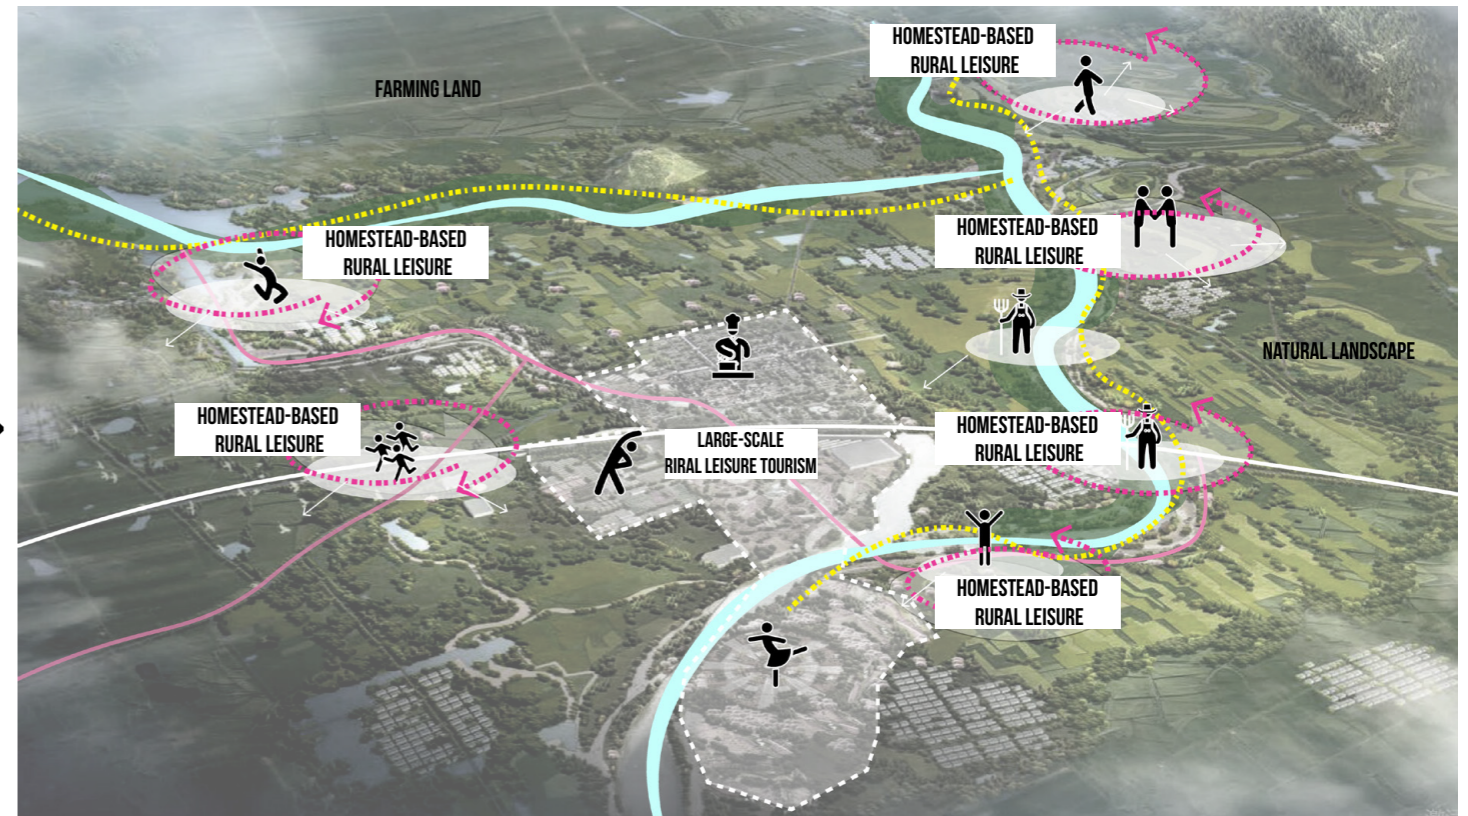 HOMESTEAD-BASED
RURAL LEISURE
FARMING LAND
HOMESTEAD-BASED
RURAL LEISURE
HOMESTEAD-BASED
RURAL LEISURE
NATURAL LANDSCAPE
HOMESTEAD-BASED
RURAL LEISURE
HOMESTEAD-BASED
RURAL LEISURE
LARGE-SCALE
RIRAL LEISURE TOURISM
HOMESTEAD-BASED
RURAL LEISURE